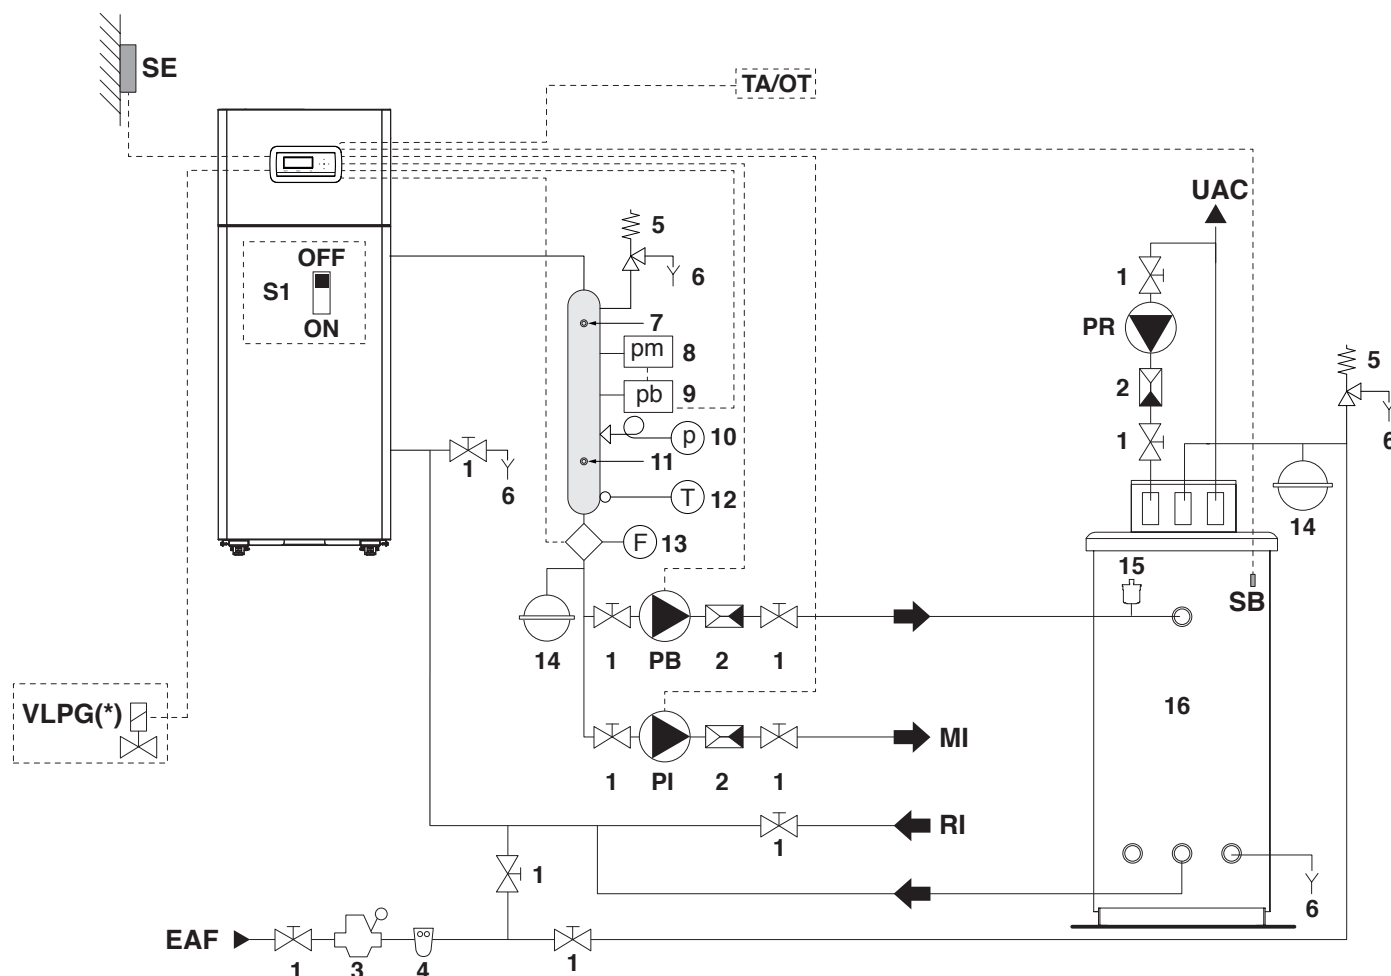 SE
TA/OT
UAC
OFF
S1
ON
5
6
7
pm 8
pb 9
p 10
11
T 12
F 13
1
6
1
PR
2
1
5
6
14
15
SB
14
1 PB 2 1
16
VLPG(*)
MI
1 PI 2 1
RI
1
1
6
EAF
1 3 4 1